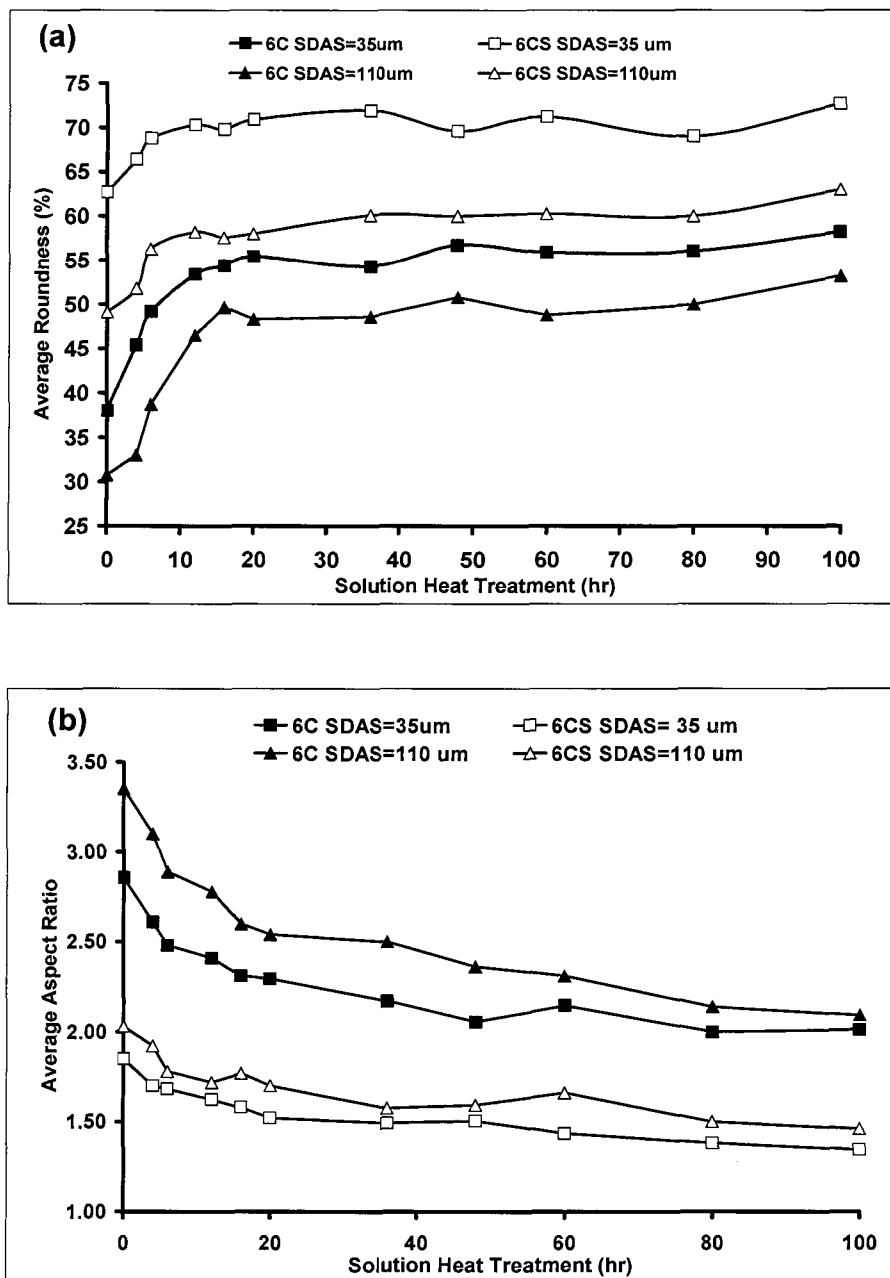 (a)
6C SDAS=35um
6CS SDAS=35 um
6C SDAS=110um
6CS SDAS=110um
75
70
65
60
55
50
45
40
35
30
25
Average Roundness (%)
0 10 20 30 40 50 60 70 80 90 100
Solution Heat Treatment (hr)
(b)
6C SDAS=35um
6CS SDAS= 35 um
6C SDAS=110 um
6CS SDAS=110 um
3.50
3.00
2.50
2.00
1.50
1.00
Average Aspect Ratio
0 20 40 60 80 100
Solution Heat Treatment (hr)